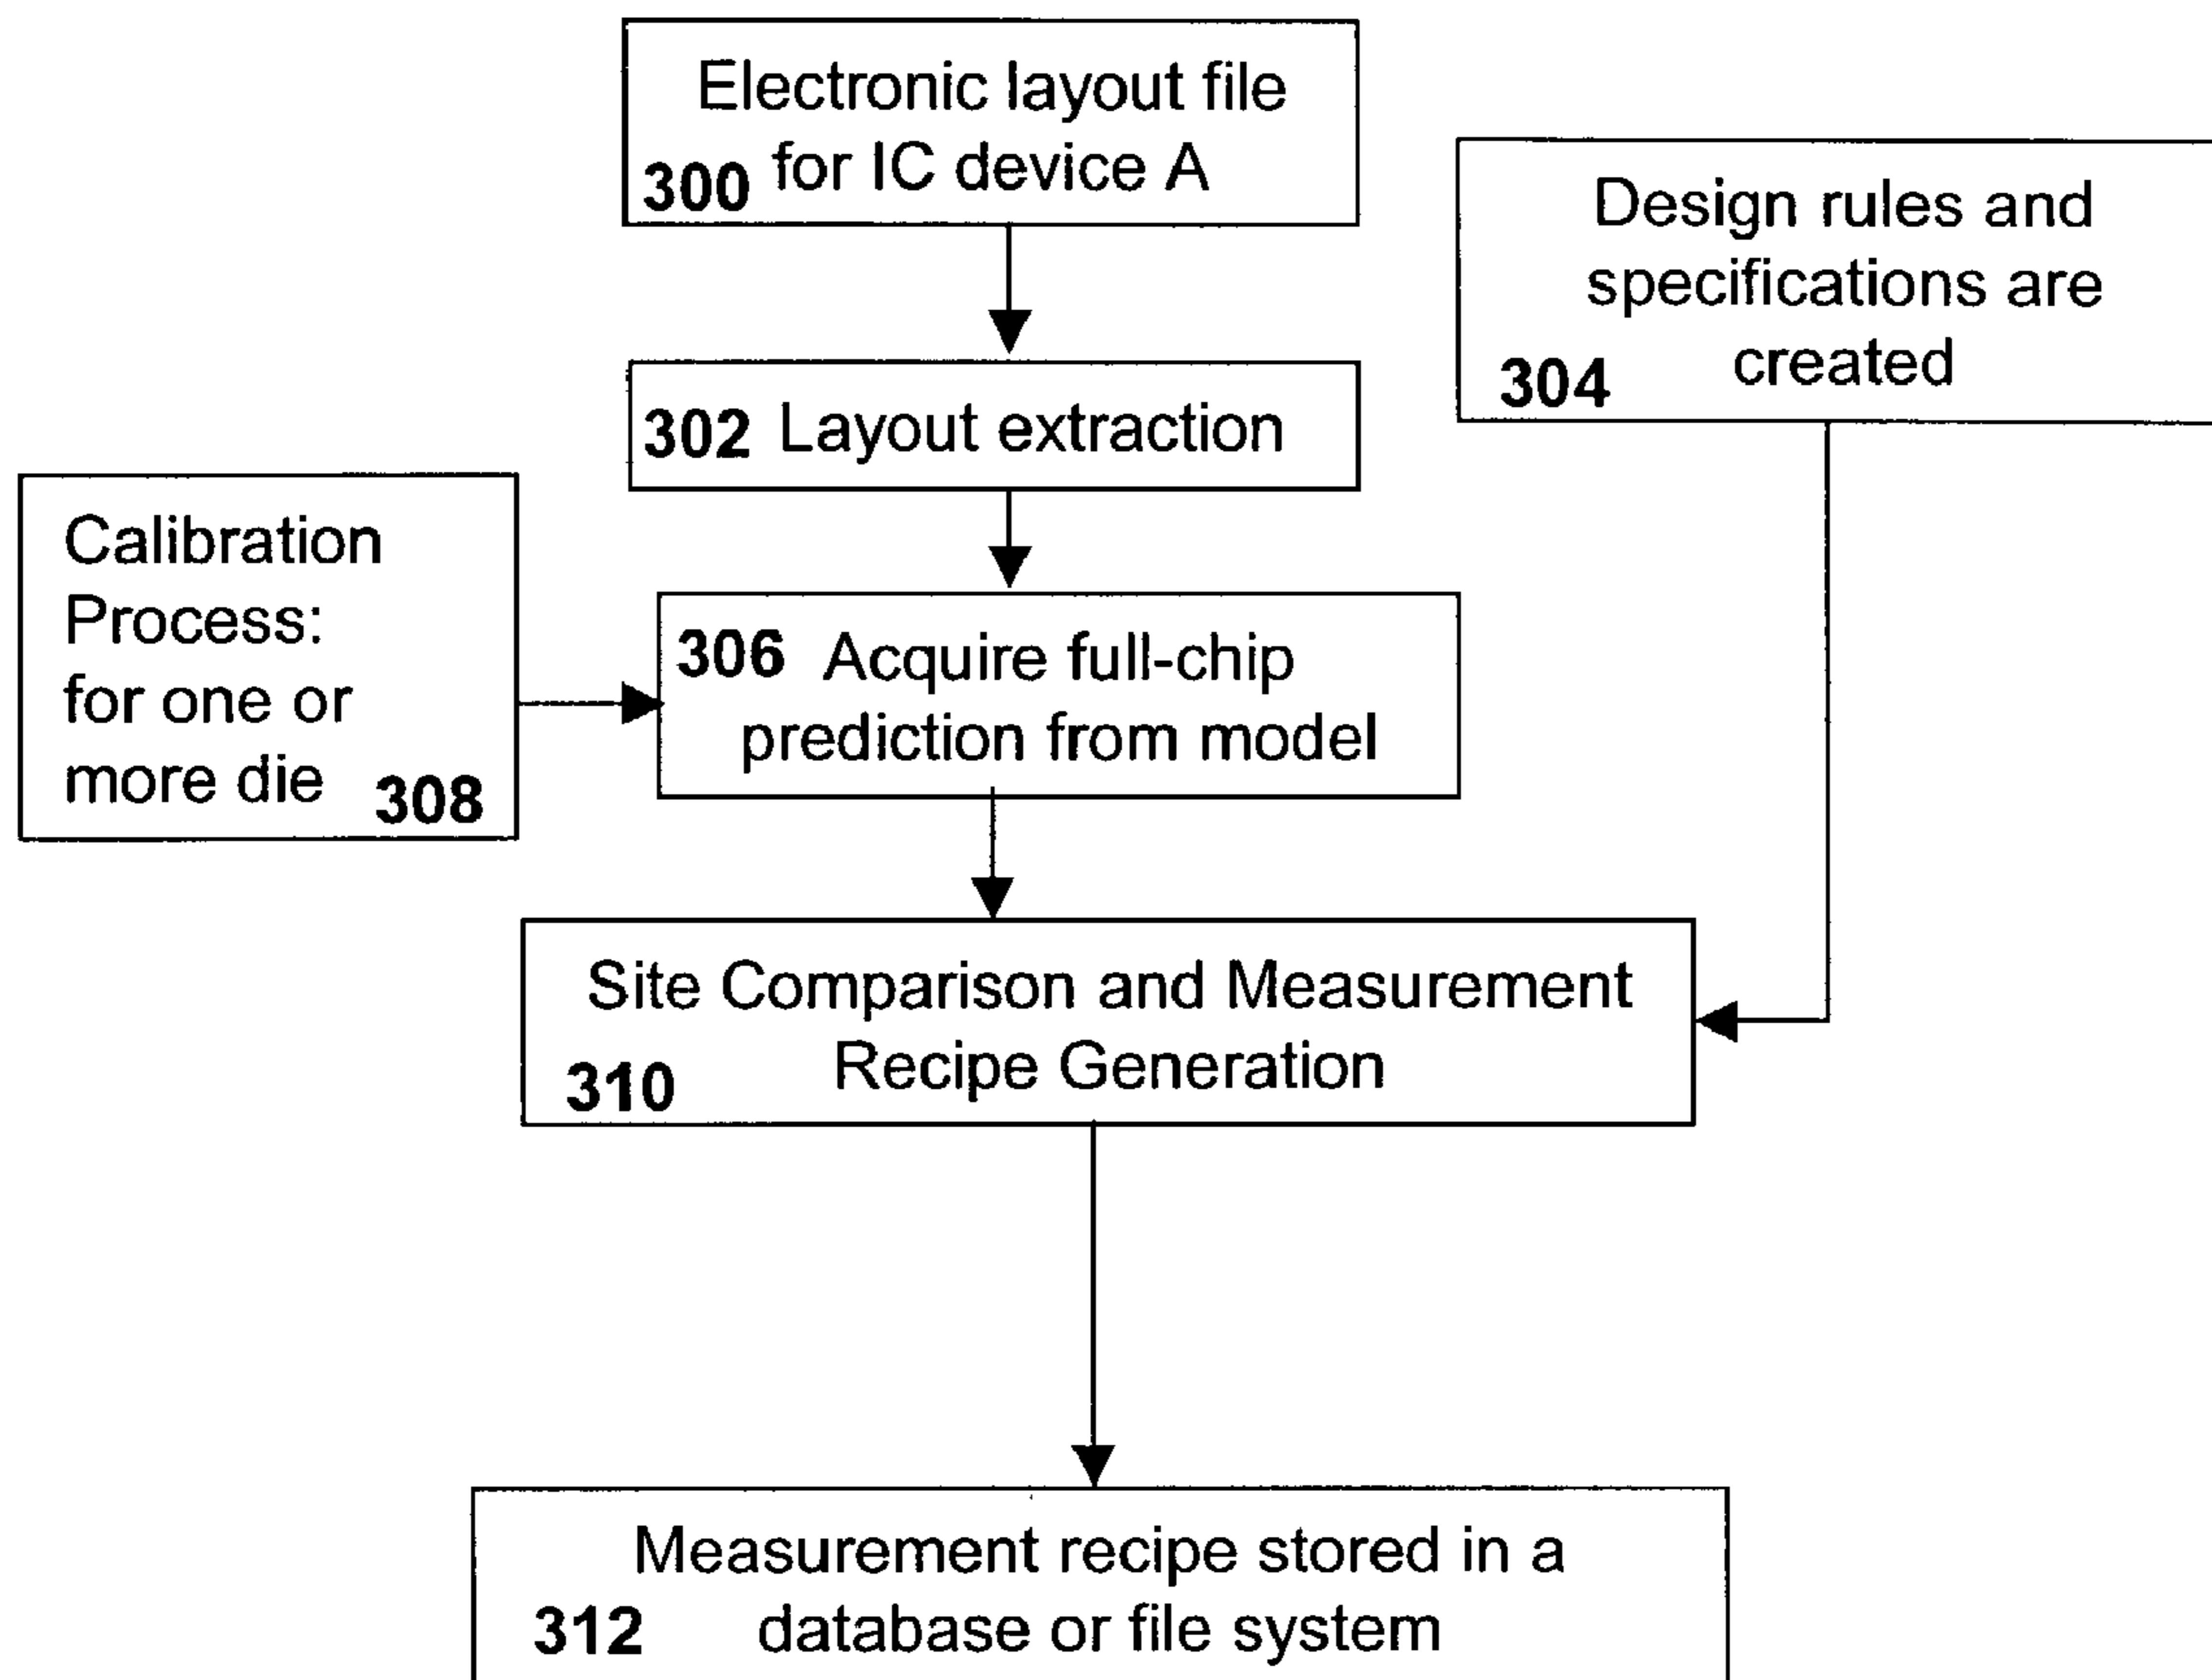 Electronic layout file
300 for IC device A
Design rules and
specifications are
304 created
302 Layout extraction
Calibration
Process:
for one or
more die 308
306 Acquire full-chip
prediction from model
Site Comparison and Measurement
310 Recipe Generation
Measurement recipe stored in a
312 database or file system